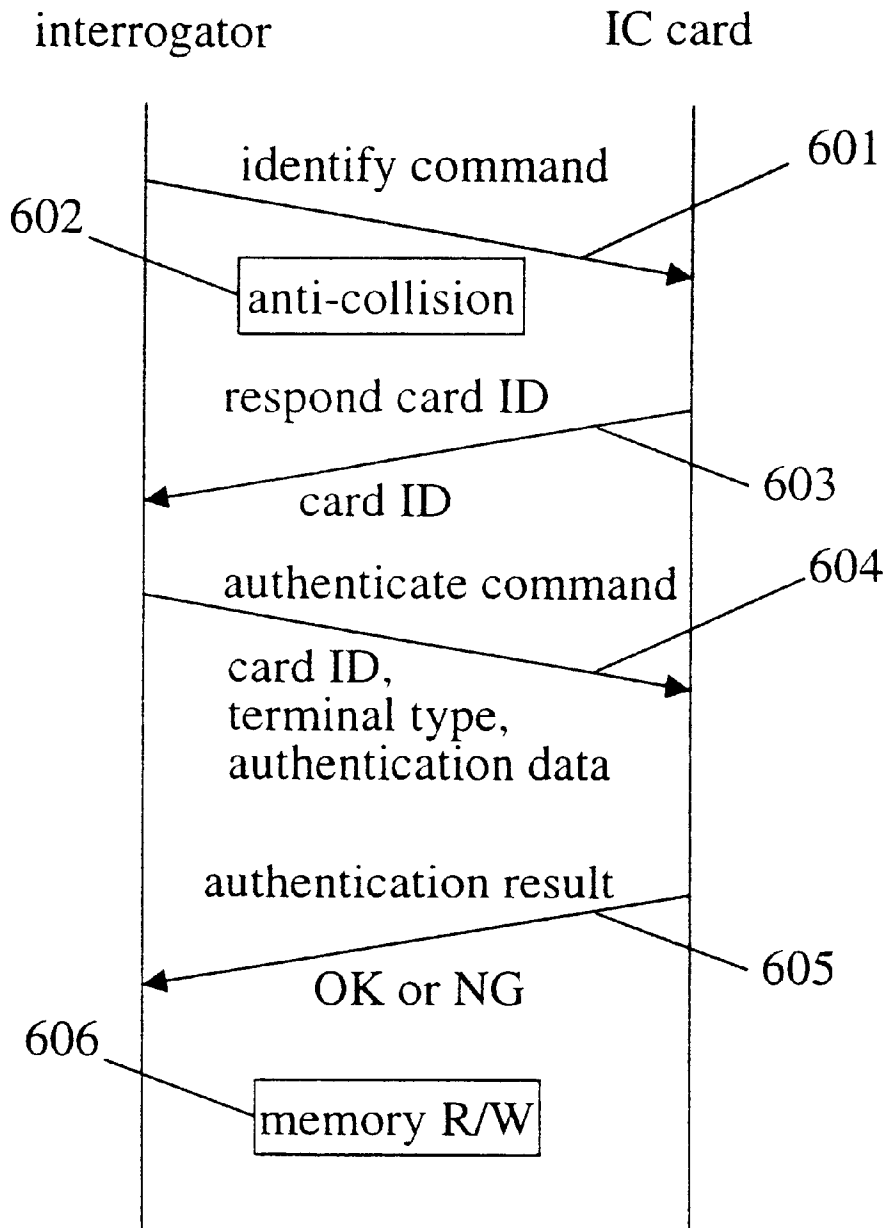 interrogator IC card
601
identify command
602
anti-collision
respond card ID
603
card ID
604
authenticate command
card ID,
terminal type,
authentication data
authentication result
605
OK or NG
606
memory R/W